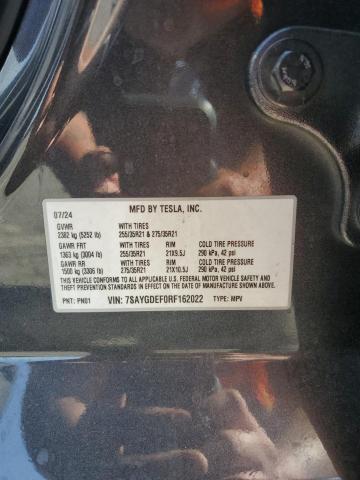 07/24 MFD BY TESLA, INC.
GVWR WITH TIRES
2382 kg (5252 lb) 255/35R21 & 275/35R21
GAWR FRT WITH TIRES RIM COLD TIRE PRESSURE
1363 kg (3004 lb) 255/35R21 21X9.5J 290 kPa, 42 psi
GAWR RR WITH TIRES RIM COLD TIRE PRESSURE
1500 kg (3306 lb) 275/35R21 21X10.5J 290 kPa, 42 psi
THIS VEHICLE CONFORMS TO ALL APPLICABLE U.S. FEDERAL MOTOR VEHICLE SAFETY AND
THEFT PREVENTION STANDARDS IN EFFECT ON THE DATE OF MANUFACTURE SHOWN ABOVE.
PNT: PN01 VIN: 7SAYGDEF0RF162022 TYPE: MPV